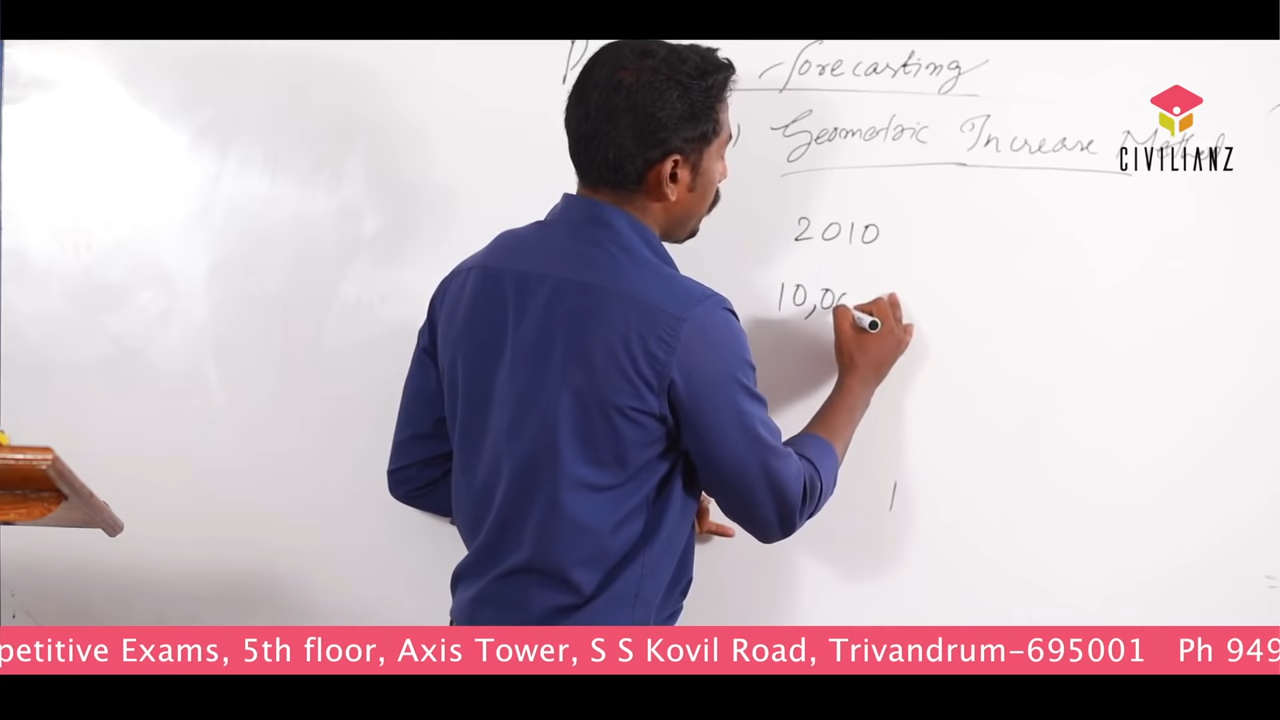 forecasting
Geometric Increase Method
CIVILIANZ
2010
10,00
petitive Exams, 5th floor, Axis Tower, S S Kovil Road, Trivandrum-695001 Ph 949